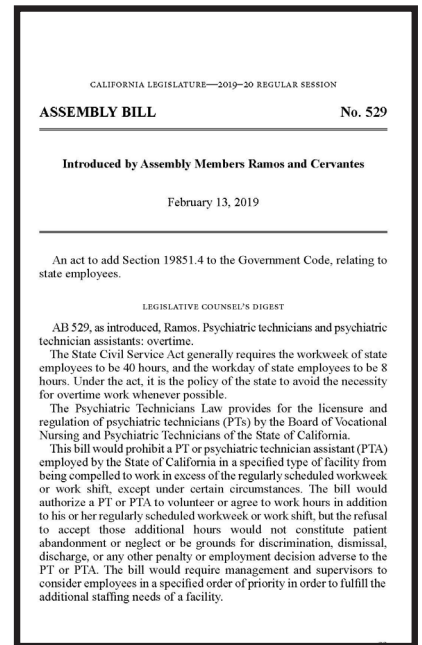 CALIFORNIA LEGISLATURE—2019–20 REGULAR SESSION
ASSEMBLY BILL No. 529
Introduced by Assembly Members Ramos and Cervantes
February 13, 2019
An act to add Section 19851.4 to the Government Code, relating to
state employees.
LEGISLATIVE COUNSEL'S DIGEST
AB 529, as introduced, Ramos. Psychiatric technicians and psychiatric
technician assistants: overtime.
The State Civil Service Act generally requires the workweek of state
employees to be 40 hours, and the workday of state employees to be 8
hours. Under the act, it is the policy of the state to avoid the necessity
for overtime work whenever possible.
The Psychiatric Technicians Law provides for the licensure and
regulation of psychiatric technicians (PTs) by the Board of Vocational
Nursing and Psychiatric Technicians of the State of California.
This bill would prohibit a PT or psychiatric technician assistant (PTA)
employed by the State of California in a specified type of facility from
being compelled to work in excess of the regularly scheduled workweek
or work shift, except under certain circumstances. The bill would
authorize a PT or PTA to volunteer or agree to work hours in addition
to his or her regularly scheduled workweek or work shift, but the refusal
to accept those additional hours would not constitute patient
abandonment or neglect or be grounds for discrimination, dismissal,
discharge, or any other penalty or employment decision adverse to the
PT or PTA. The bill would require management and supervisors to
consider employees in a specified order of priority in order to fulfill the
additional staffing needs of a facility.